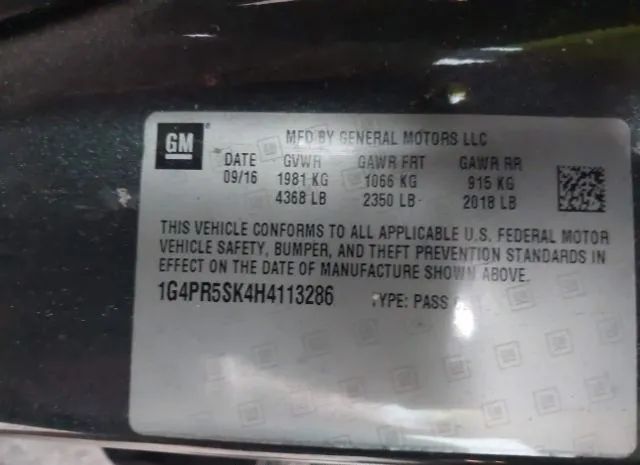 GM
MFD BY GENERAL MOTORS LLC
DATE GVWR GAWR FRT GAWR RR
09/16 1981 KG 1066 KG 915 KG
4368 LB 2350 LB 2018 LB
THIS VEHICLE CONFORMS TO ALL APPLICABLE U.S. FEDERAL MOTOR
VEHICLE SAFETY, BUMPER, AND THEFT PREVENTION STANDARDS IN
EFFECT ON THE DATE OF MANUFACTURE SHOWN ABOVE.
1G4PR5SK4H4113286 TYPE: PASS